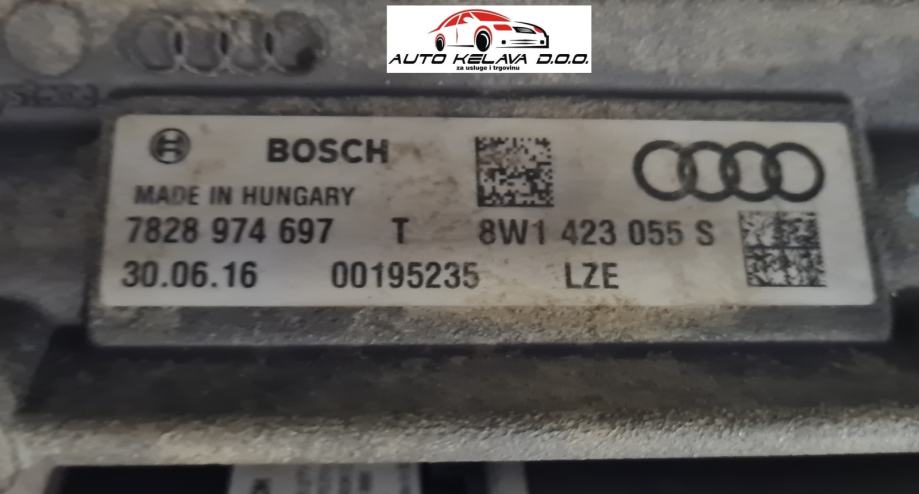 AUTO KELAVA D.O.O.
za usluge i trgovinu
BOSCH
MADE IN HUNGARY
7828 974 697 T 8W1 423 055 S
30.06.16 00195235 LZE